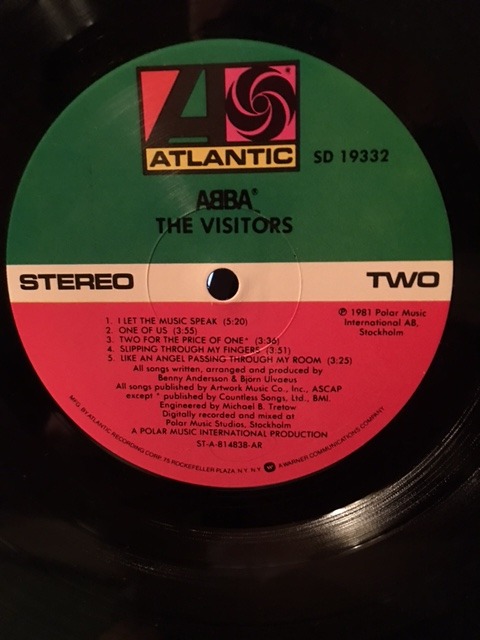 ATLANTIC
SD 19332
ABBA®
THE VISITORS
STEREO
TWO
1. I LET THE MUSIC SPEAK (5:20)
2. ONE OF US (3:55)
3. TWO FOR THE PRICE OF ONE* (3:36)
4. SLIPPING THROUGH MY FINGERS (3:51)
5. LIKE AN ANGEL PASSING THROUGH MY ROOM (3:25)
℗ 1981 Polar Music
International AB,
Stockholm
All songs written, arranged and produced by
Benny Andersson & Bjorn Ulvaeus
All songs published by Artwork Music Co., Inc., ASCAP
except * published by Countless Songs, Ltd., BMI.
Engineered by Michael B. Tretow
Digitally recorded and mixed at
Polar Music Studios, Stockholm
A POLAR MUSIC INTERNATIONAL PRODUCTION
ST-A-814838-AR
MFG. BY ATLANTIC RECORDING CORP. 75 ROCKEFELLER PLAZA, N.Y. N.Y. A WARNER COMMUNICATIONS COMPANY